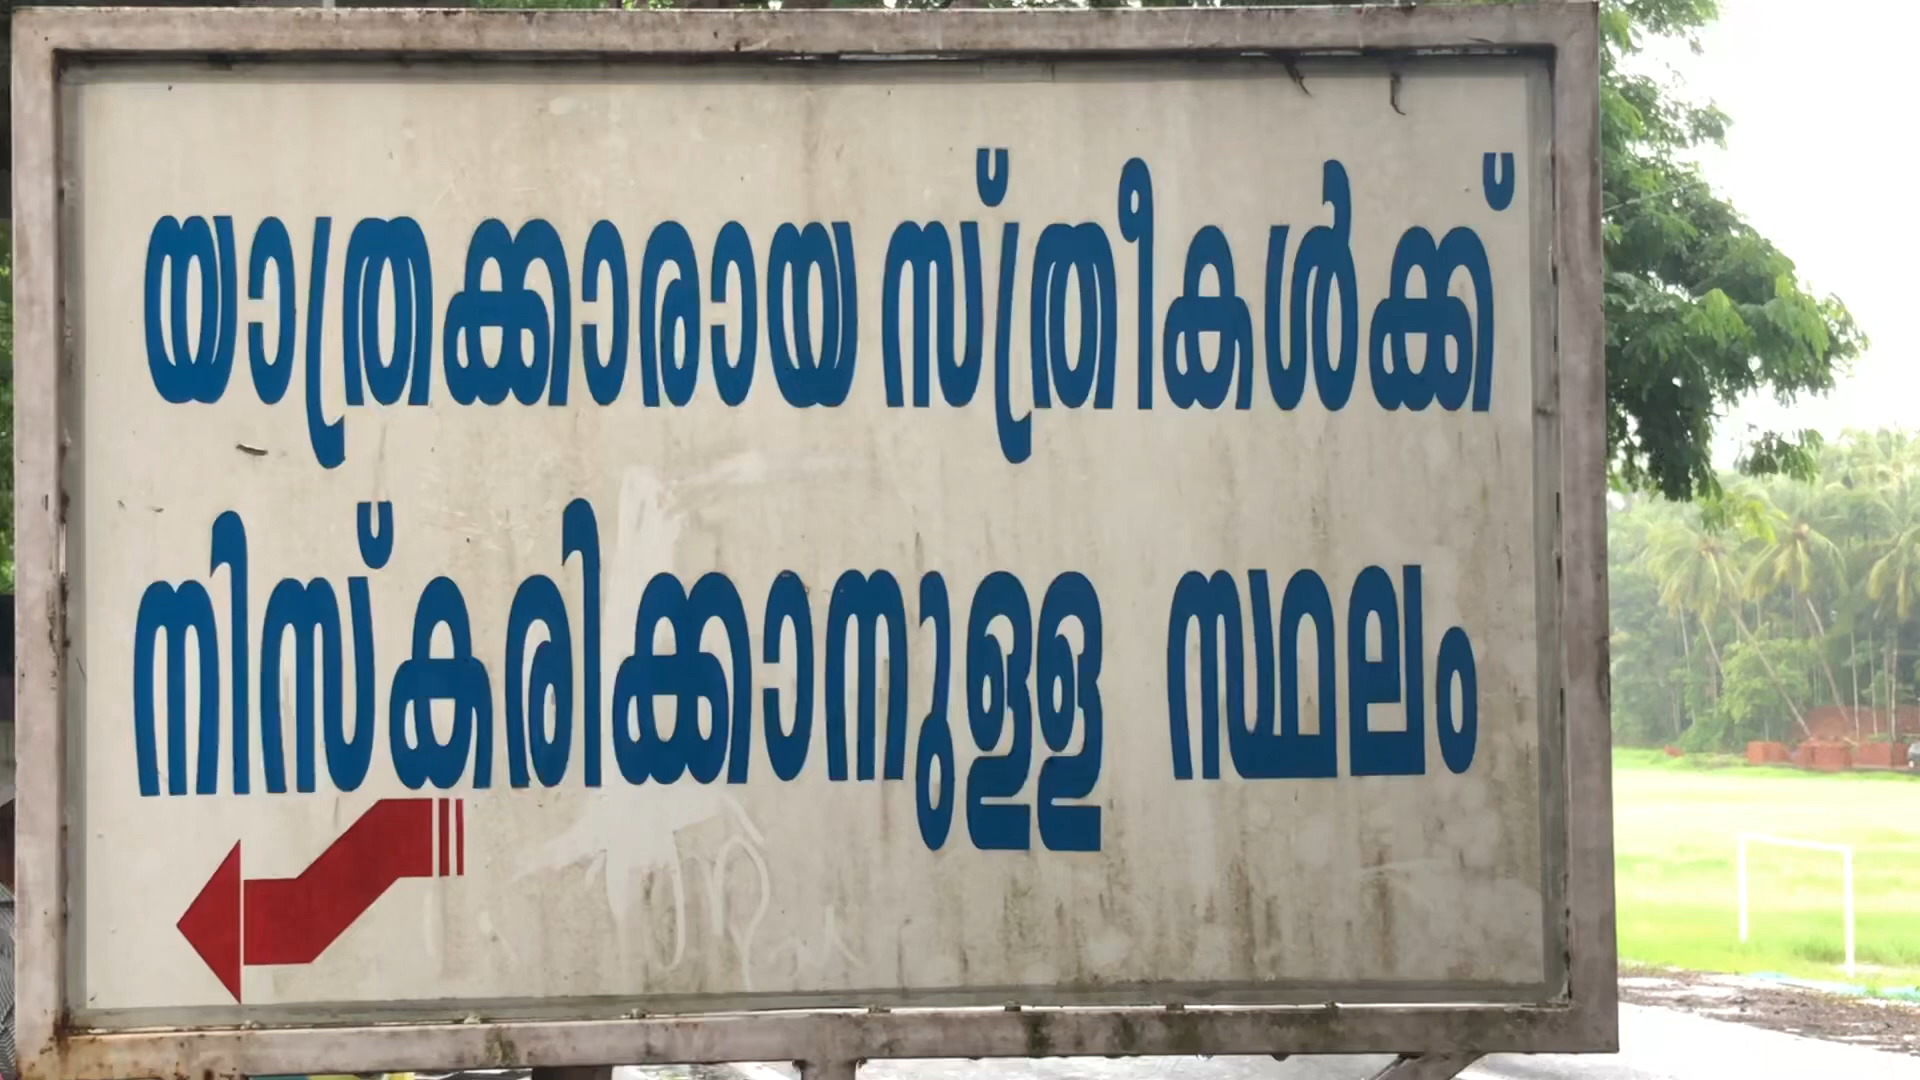 യാത്രക്കാരായ സ്ത്രീകൾക്ക്
നിസ്കരിക്കാനുള്ള സ്ഥലം